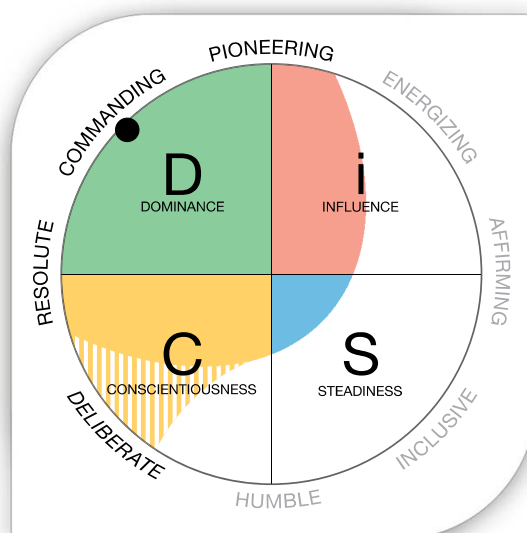 PIONEERING
COMMANDING
ENERGIZING
D
DOMINANCE
i
INFLUENCE
RESOLUTE
AFFIRMING
C
CONSCIENTIOUSNESS
S
STEADINESS
DELIBERATE
INCLUSIVE
HUMBLE